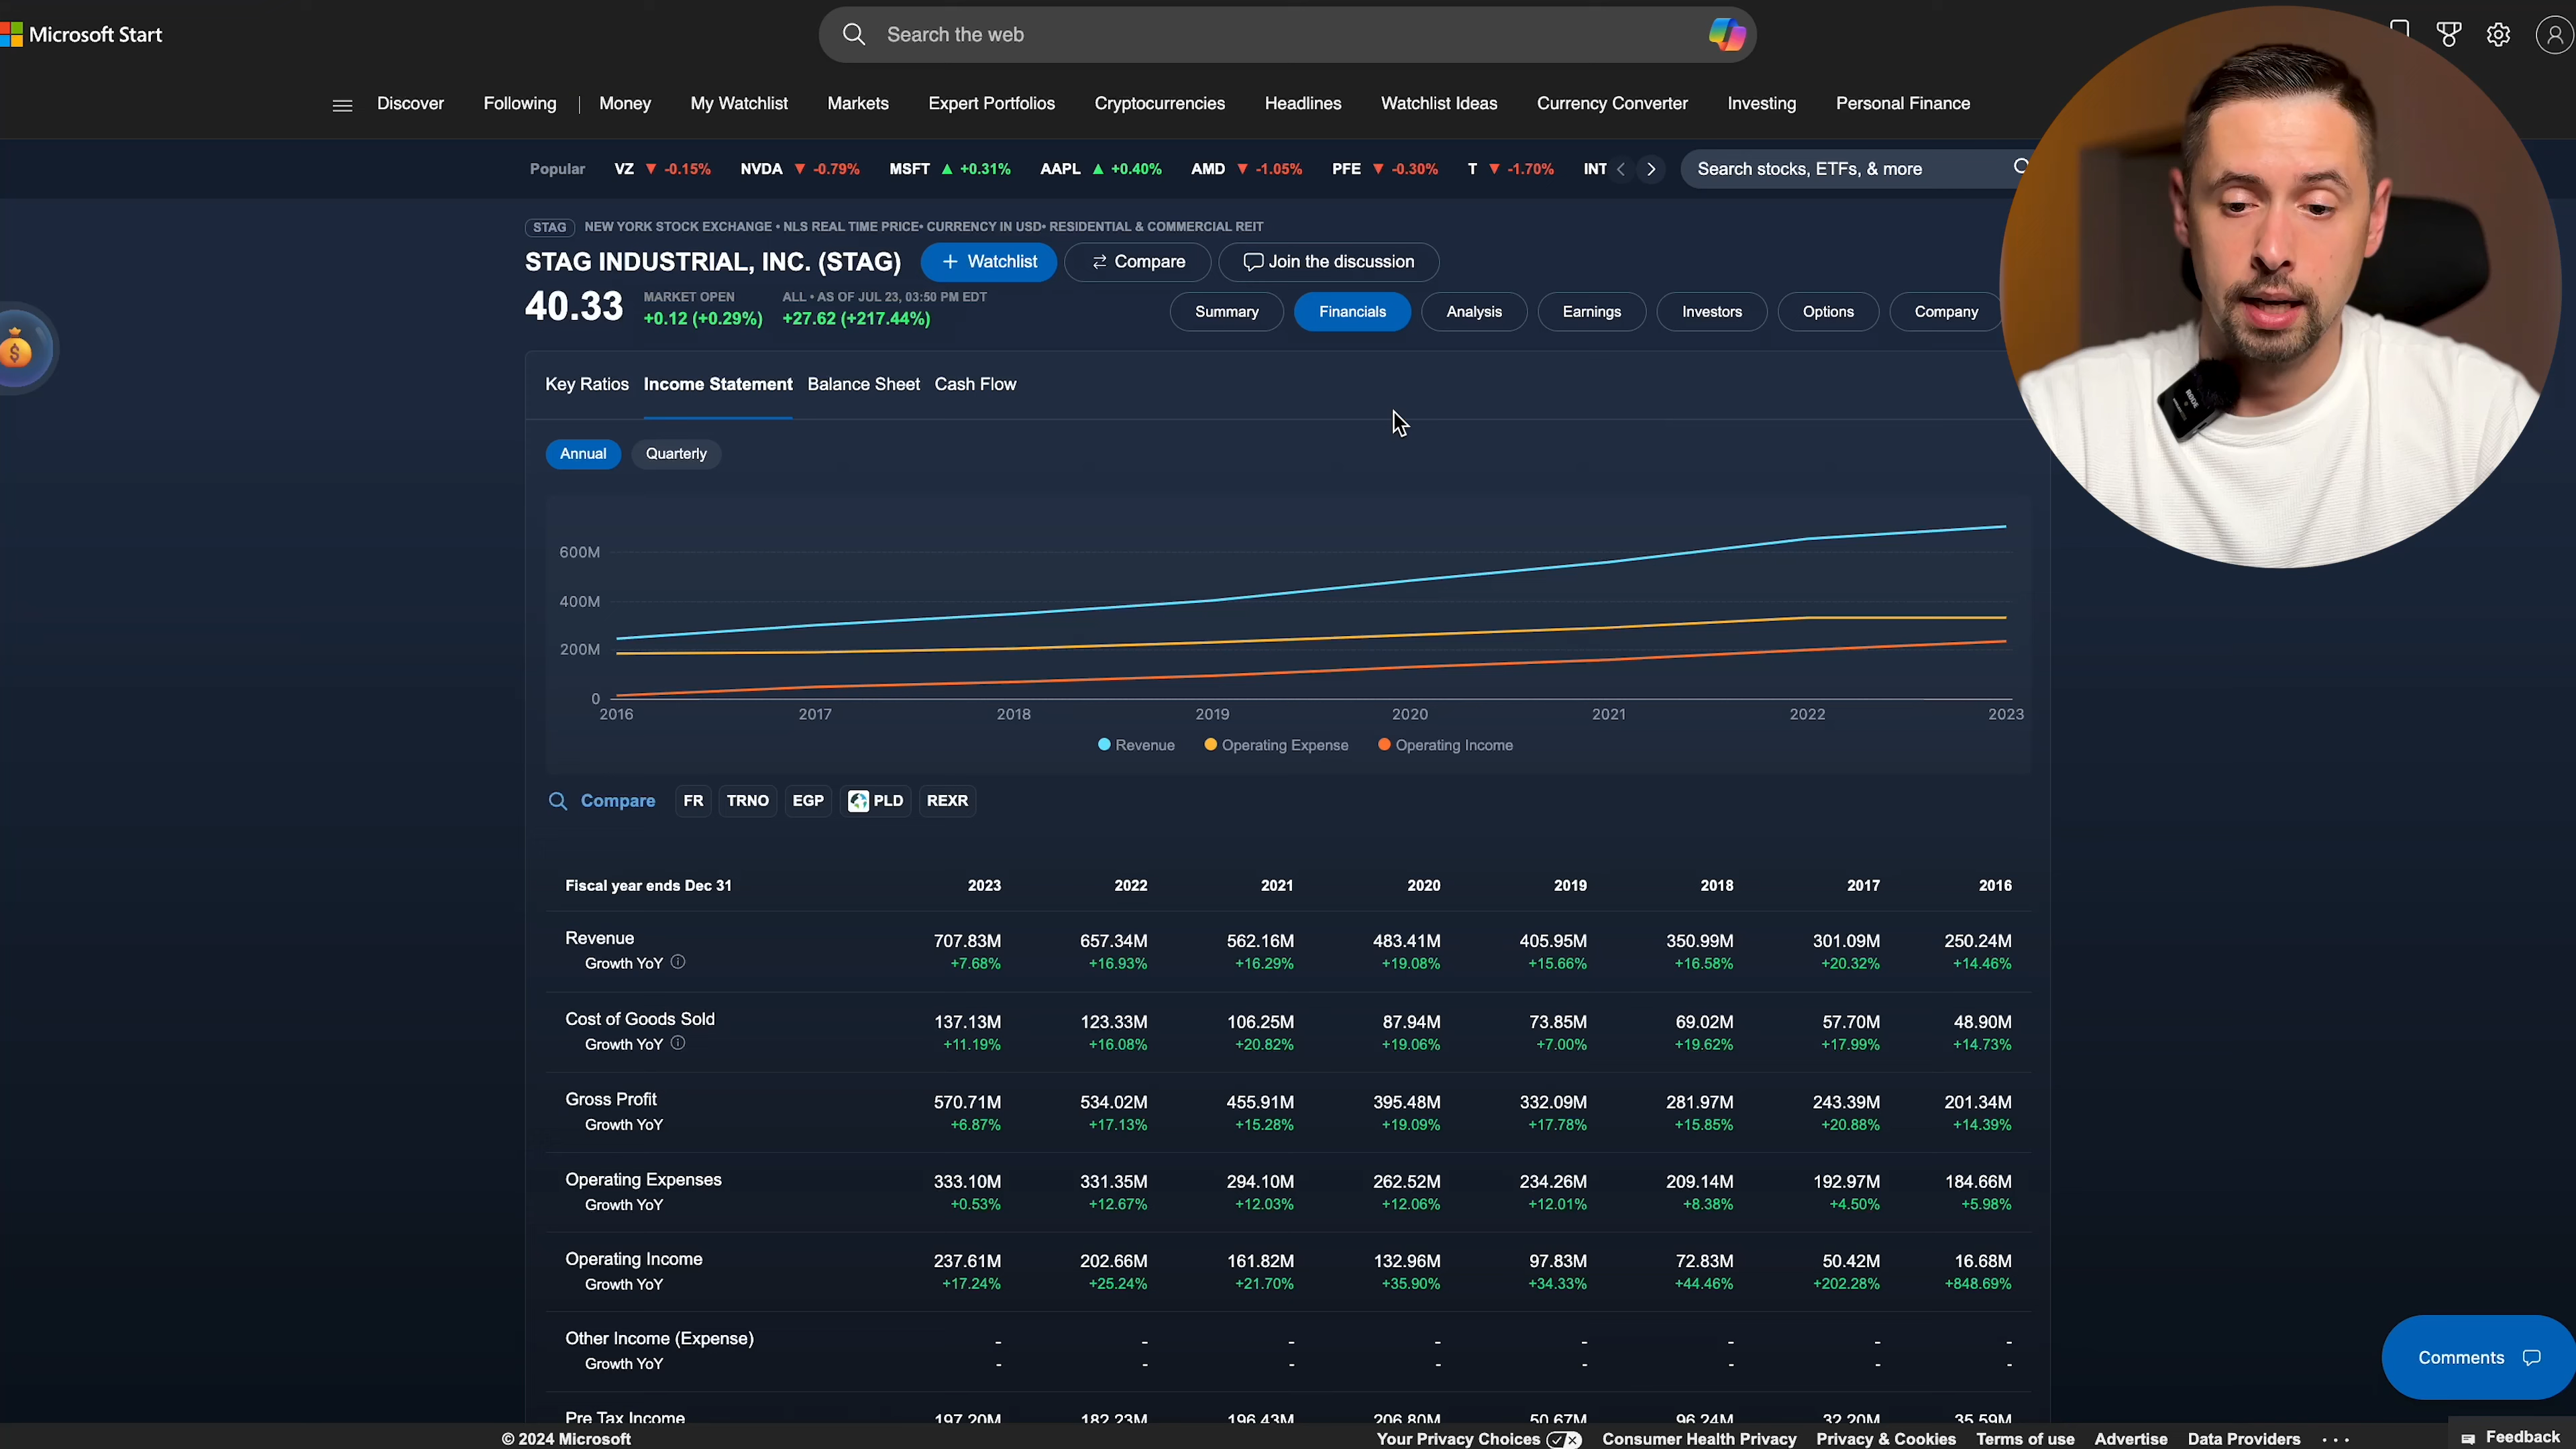 Microsoft Start
Search the web
Discover Following Money My Watchlist Markets Expert Portfolios Cryptocurrencies Headlines Watchlist Ideas Currency Converter Investing Personal Finance
Popular VZ ▼ -0.15% NVDA ▼ -0.79% MSFT ▲ +0.31% AAPL ▲ +0.40% AMD ▼ -1.05% PFE ▼ -0.30% T ▼ -1.70% INT Search stocks, ETFs, & more
STAG NEW YORK STOCK EXCHANGE • NLS REAL TIME PRICE• CURRENCY IN USD• RESIDENTIAL & COMMERCIAL REIT
STAG INDUSTRIAL, INC. (STAG) + Watchlist Compare Join the discussion
40.33 MARKET OPEN ALL • AS OF JUL 23, 03:50 PM EDT
+0.12 (+0.29%) +27.62 (+217.44%)
Summary Financials Analysis Earnings Investors Options Company
RØDE
Key Ratios Income Statement Balance Sheet Cash Flow
Annual Quarterly
600M
400M
200M
0
2016 2017 2018 2019 2020 2021 2022 2023
Revenue Operating Expense Operating Income
Compare FR TRNO EGP PLD REXR
Fiscal year ends Dec 31 2023 2022 2021 2020 2019 2018 2017 2016
Revenue 707.83M 657.34M 562.16M 483.41M 405.95M 350.99M 301.09M 250.24M
Growth YoY +7.68% +16.93% +16.29% +19.08% +15.66% +16.58% +20.32% +14.46%
Cost of Goods Sold 137.13M 123.33M 106.25M 87.94M 73.85M 69.02M 57.70M 48.90M
Growth YoY +11.19% +16.08% +20.82% +19.06% +7.00% +19.62% +17.99% +14.73%
Gross Profit 570.71M 534.02M 455.91M 395.48M 332.09M 281.97M 243.39M 201.34M
Growth YoY +6.87% +17.13% +15.28% +19.09% +17.78% +15.85% +20.88% +14.39%
Operating Expenses 333.10M 331.35M 294.10M 262.52M 234.26M 209.14M 192.97M 184.66M
Growth YoY +0.53% +12.67% +12.03% +12.06% +12.01% +8.38% +4.50% +5.98%
Operating Income 237.61M 202.66M 161.82M 132.96M 97.83M 72.83M 50.42M 16.68M
Growth YoY +17.24% +25.24% +21.70% +35.90% +34.33% +44.46% +202.28% +848.69%
Other Income (Expense) - - - - - - - -
Growth YoY - - - - - - - -
Comments
Pre Tax Income 197.20M 182.23M 196.43M 206.80M 50.67M 96.24M 32.20M 35.59M
© 2024 Microsoft Your Privacy Choices Consumer Health Privacy Privacy & Cookies Terms of use Advertise Data Providers ... Feedback